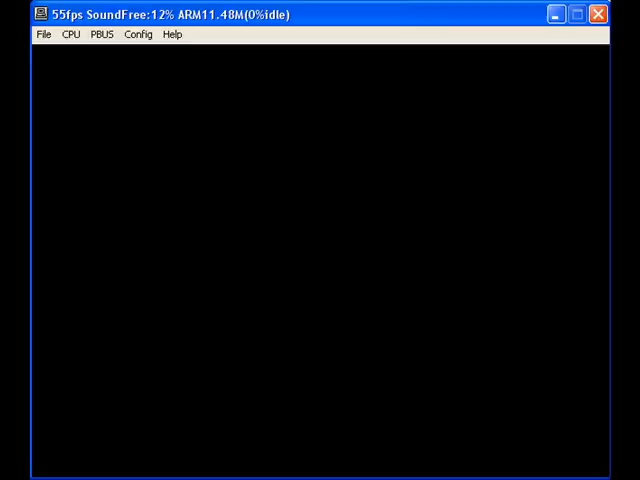 55fps SoundFree:12% ARM11.48M(0%idle)
File CPU PBUS Config Help